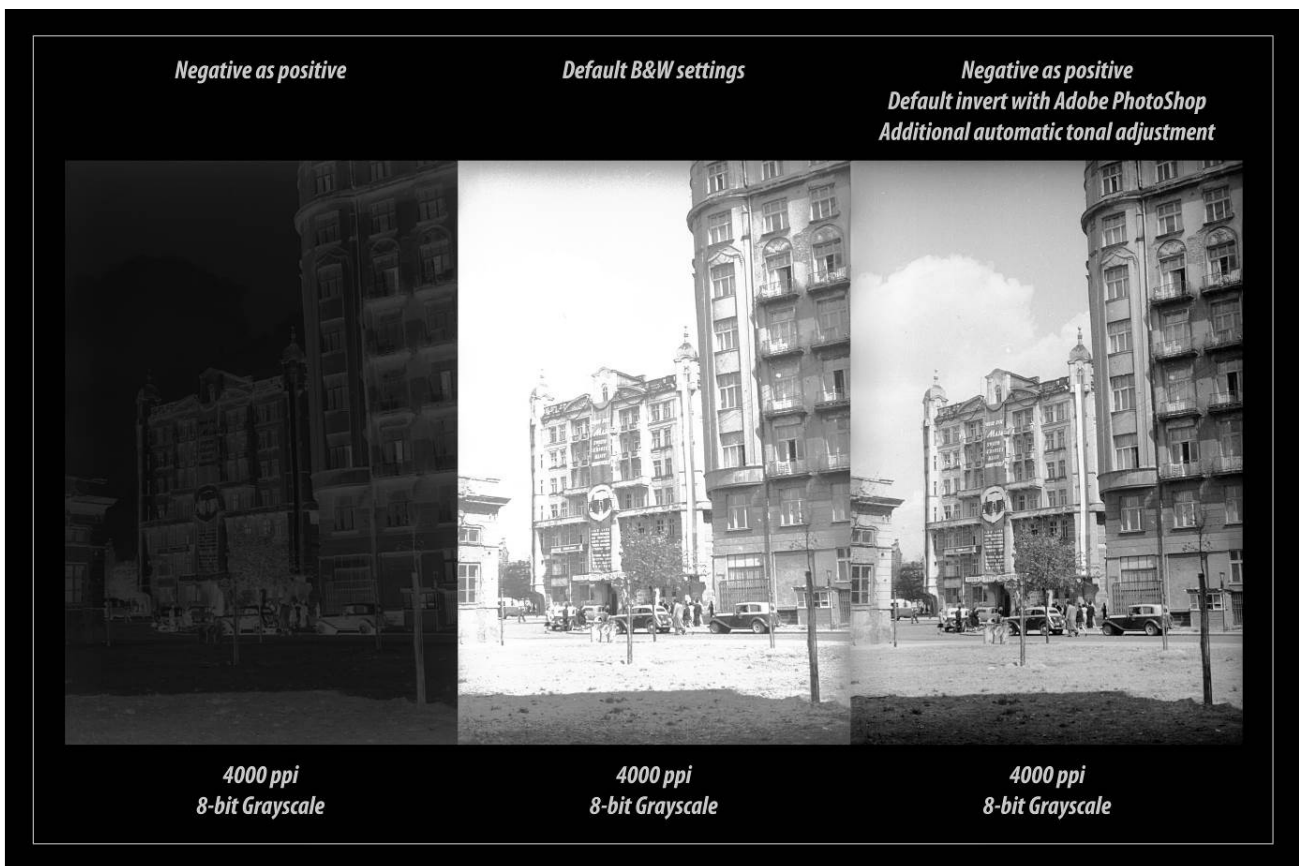 Negative as positive
Default B&W settings
Negative as positive
Default invert with Adobe PhotoShop
Additional automatic tonal adjustment
4000 ppi
8-bit Grayscale
4000 ppi
8-bit Grayscale
4000 ppi
8-bit Grayscale